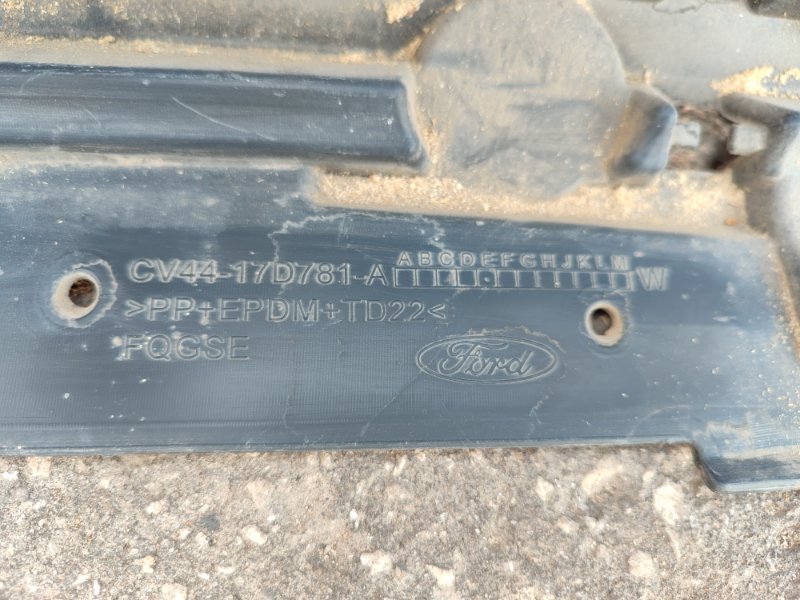 ABCDEFGHJKLM
CV44-17D781-A W
>PP+EPDM+TD22<
FQGSE
Ford